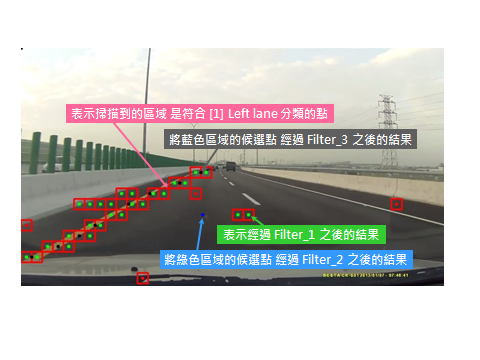 表示掃描到的區域 是符合 [1] Left lane 分類的點
將藍色區域的候選點 經過 Filter_3 之後的結果
表示經過 Filter_1 之後的結果
將綠色區域的候選點 經過 Filter_2 之後的結果